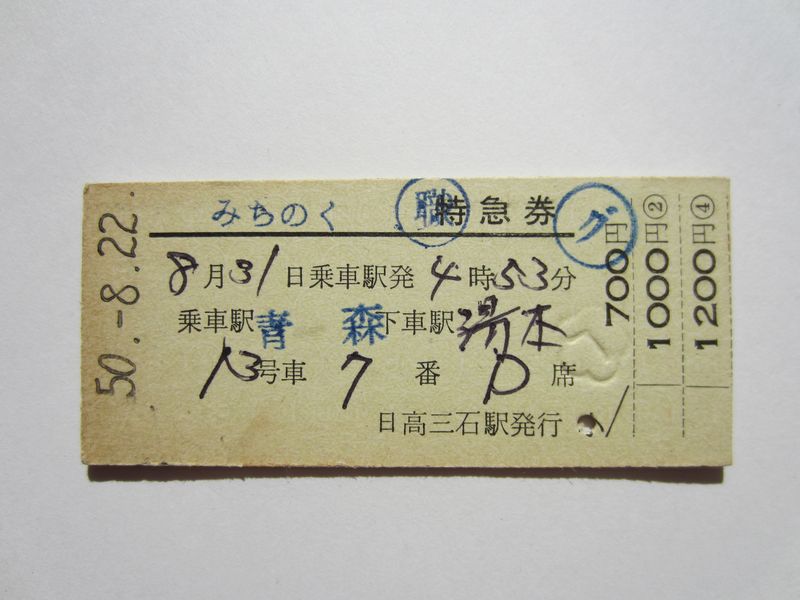 みちのく 職 特急券 グ
8月31日乗車駅発4時53分
乗車駅青森下車駅湯本
13号車7番D席
日高三石駅発行
50.-8.22.
700円
1000円②
1200円④